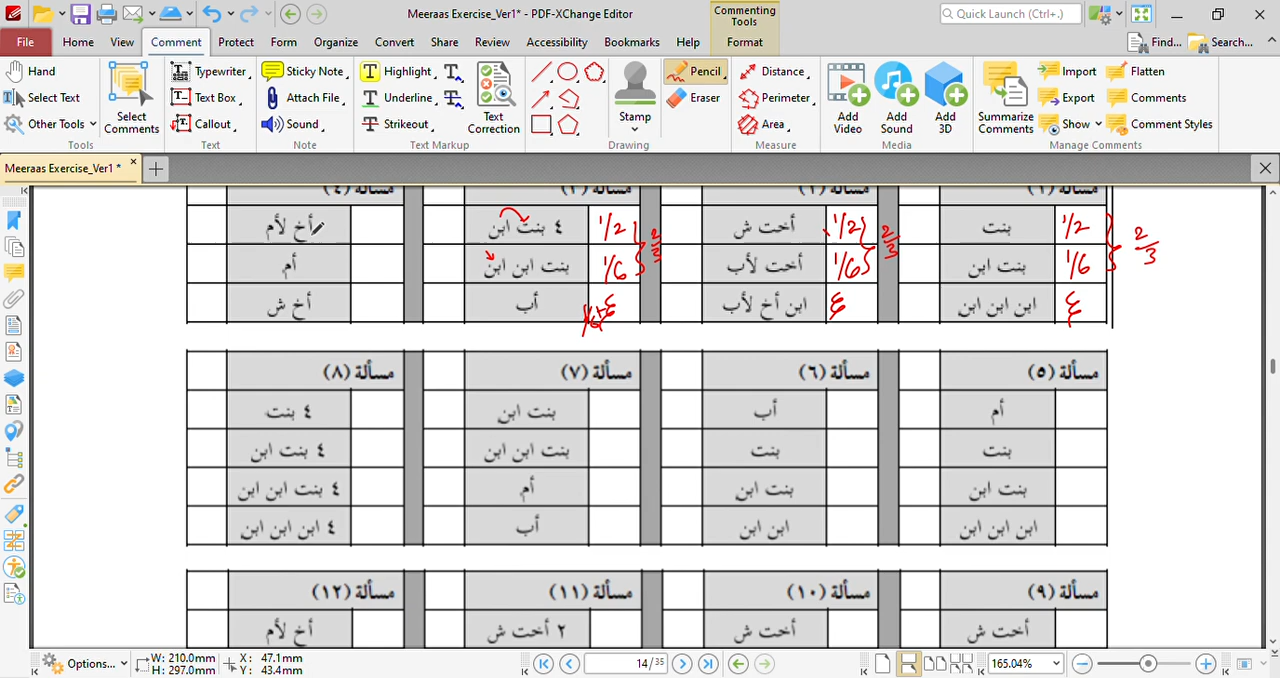 Meeraas Exercise_Ver1* - PDF-XChange Editor
Commenting Tools
Quick Launch (Ctrl+.)
File Home View Comment Protect Form Organize Convert Share Review Accessibility Bookmarks Help Format
Find... Search...
Hand
Select Text
Other Tools
Select Comments
Tools
Typewriter
Text Box
Callout
Text
Sticky Note
Attach File
Sound
Note
Highlight
Underline
Strikeout
Text Correction
Text Markup
Stamp
Pencil
Eraser
Drawing
Distance
Perimeter
Area
Measure
Add Video
Add Sound
Add 3D
Media
Summarize Comments
Import
Export
Show
Flatten
Comments
Comment Styles
Manage Comments
Meeraas Exercise_Ver1 *
مسألة (١)
بنت 1/2
بنت ابن 1/6
ابن ابن ابن ع
2/3
مسألة (٢)
أخت ش 1/2
أخت لأب 1/6
ابن أخ لأب ع
2/3
مسألة (٣)
٤ بنت ابن 1/2
بنت ابن ابن 1/6
أب
2/3
مسألة (٤)
أخ لأم
أم
أخ ش
مسألة (٥)
أم
بنت
بنت ابن
ابن ابن ابن
مسألة (٦)
أب
بنت
بنت ابن
ابن ابن
مسألة (٧)
بنت ابن
بنت ابن ابن
أم
أب
مسألة (٨)
٤ بنت
٤ بنت ابن
٤ بنت ابن ابن
٤ ابن ابن ابن
مسألة (٩)
أخت ش
مسألة (١٠)
أخت ش
مسألة (١١)
٢ أخت ش
مسألة (١٢)
أخ لأم
Options...
W: 210.0mm
H: 297.0mm
X: 47.1mm
Y: 43.4mm
14 / 35
165.04%